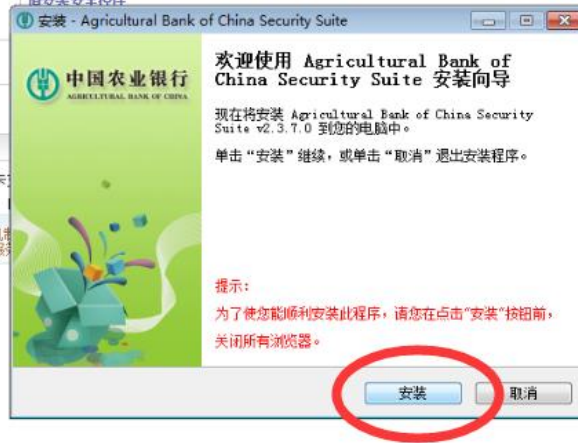 安装 - Agricultural Bank of China Security Suite
中国农业银行
AGRICULTURAL BANK OF CHINA
欢迎使用 Agricultural Bank of
China Security Suite 安装向导
现在将安装 Agricultural Bank of China Security
Suite v2.3.7.0 到您的电脑中。
单击“安装”继续，或单击“取消”退出安装程序。
提示：
为了使您能顺利安装此程序，请您在点击"安装"按钮前，
关闭所有浏览器。
安装
取消